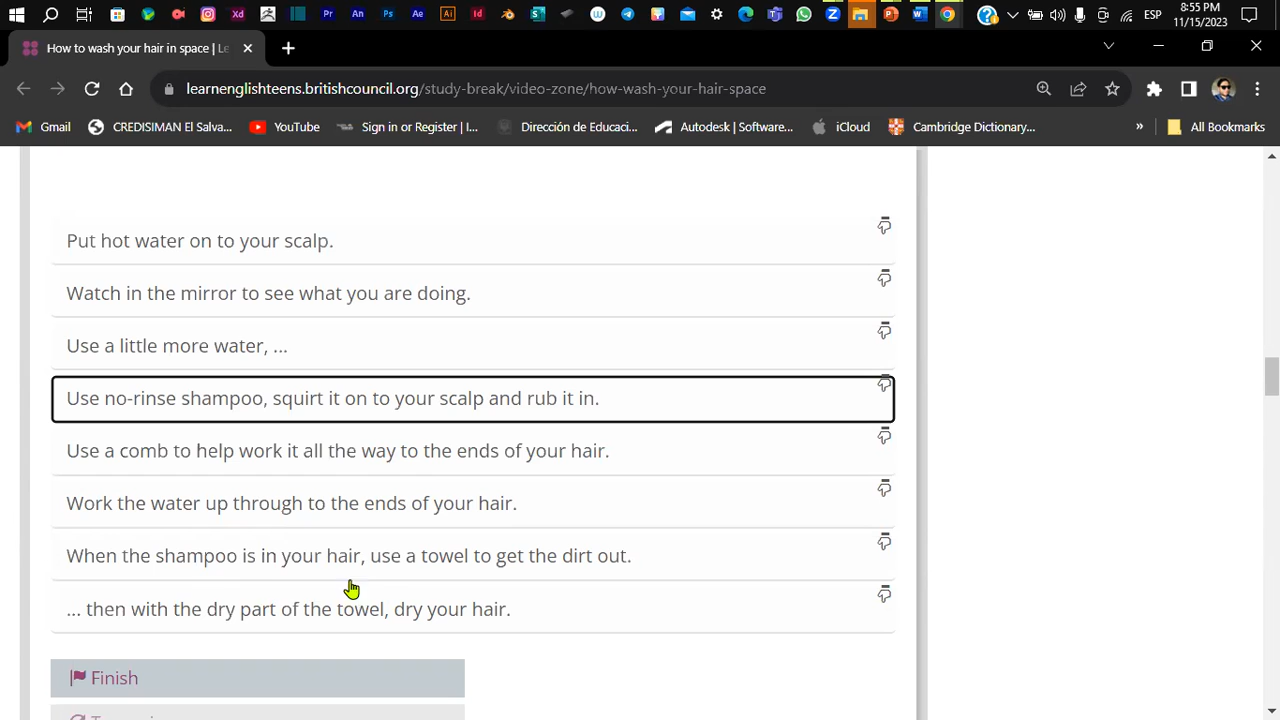 Xd
Pr
An
Ps
Ae
Ai
Id
ESP
8:55 PM
11/15/2023
How to wash your hair in space | Le
learnenglishteens.britishcouncil.org/study-break/video-zone/how-wash-your-hair-space
Gmail
CREDISIMAN El Salva...
YouTube
Sign in or Register | I...
Dirección de Educaci...
Autodesk | Software...
iCloud
Cambridge Dictionary...
»
All Bookmarks
Put hot water on to your scalp.
Watch in the mirror to see what you are doing.
Use a little more water, ...
Use no-rinse shampoo, squirt it on to your scalp and rub it in.
Use a comb to help work it all the way to the ends of your hair.
Work the water up through to the ends of your hair.
When the shampoo is in your hair, use a towel to get the dirt out.
... then with the dry part of the towel, dry your hair.
Finish